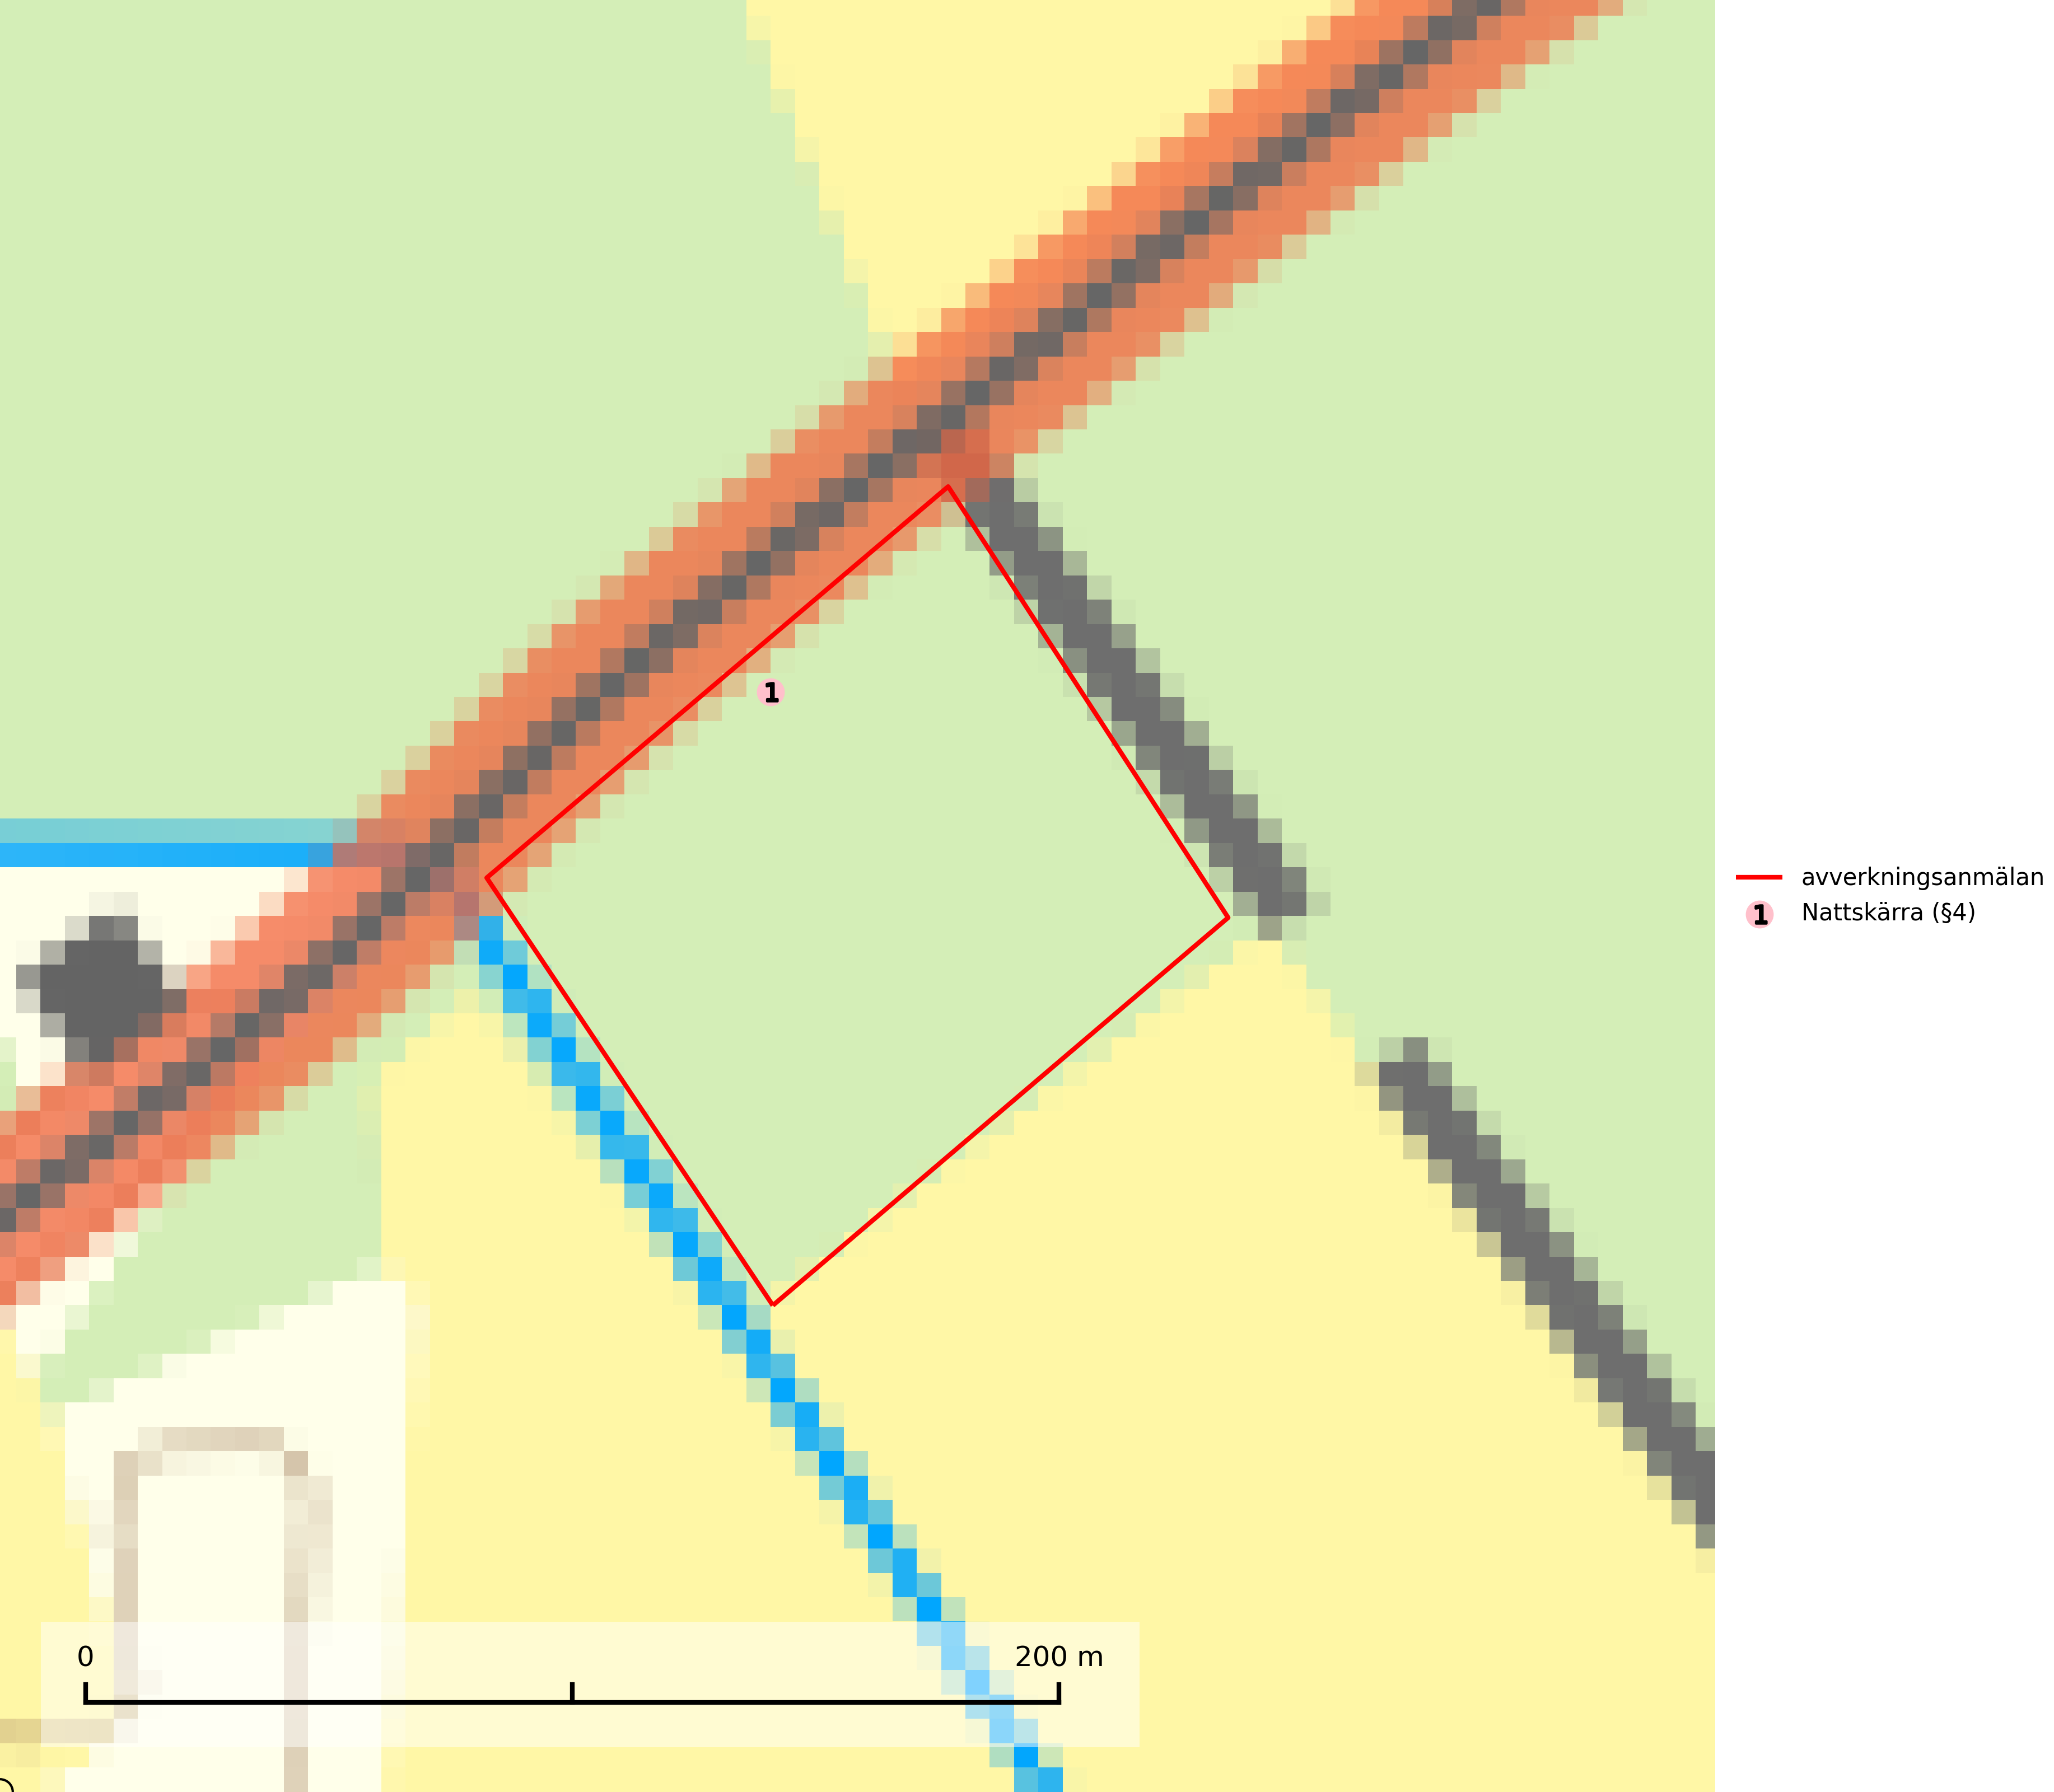 1
avverkningsanmälan
1 Nattskärra (§4)
0 200 m